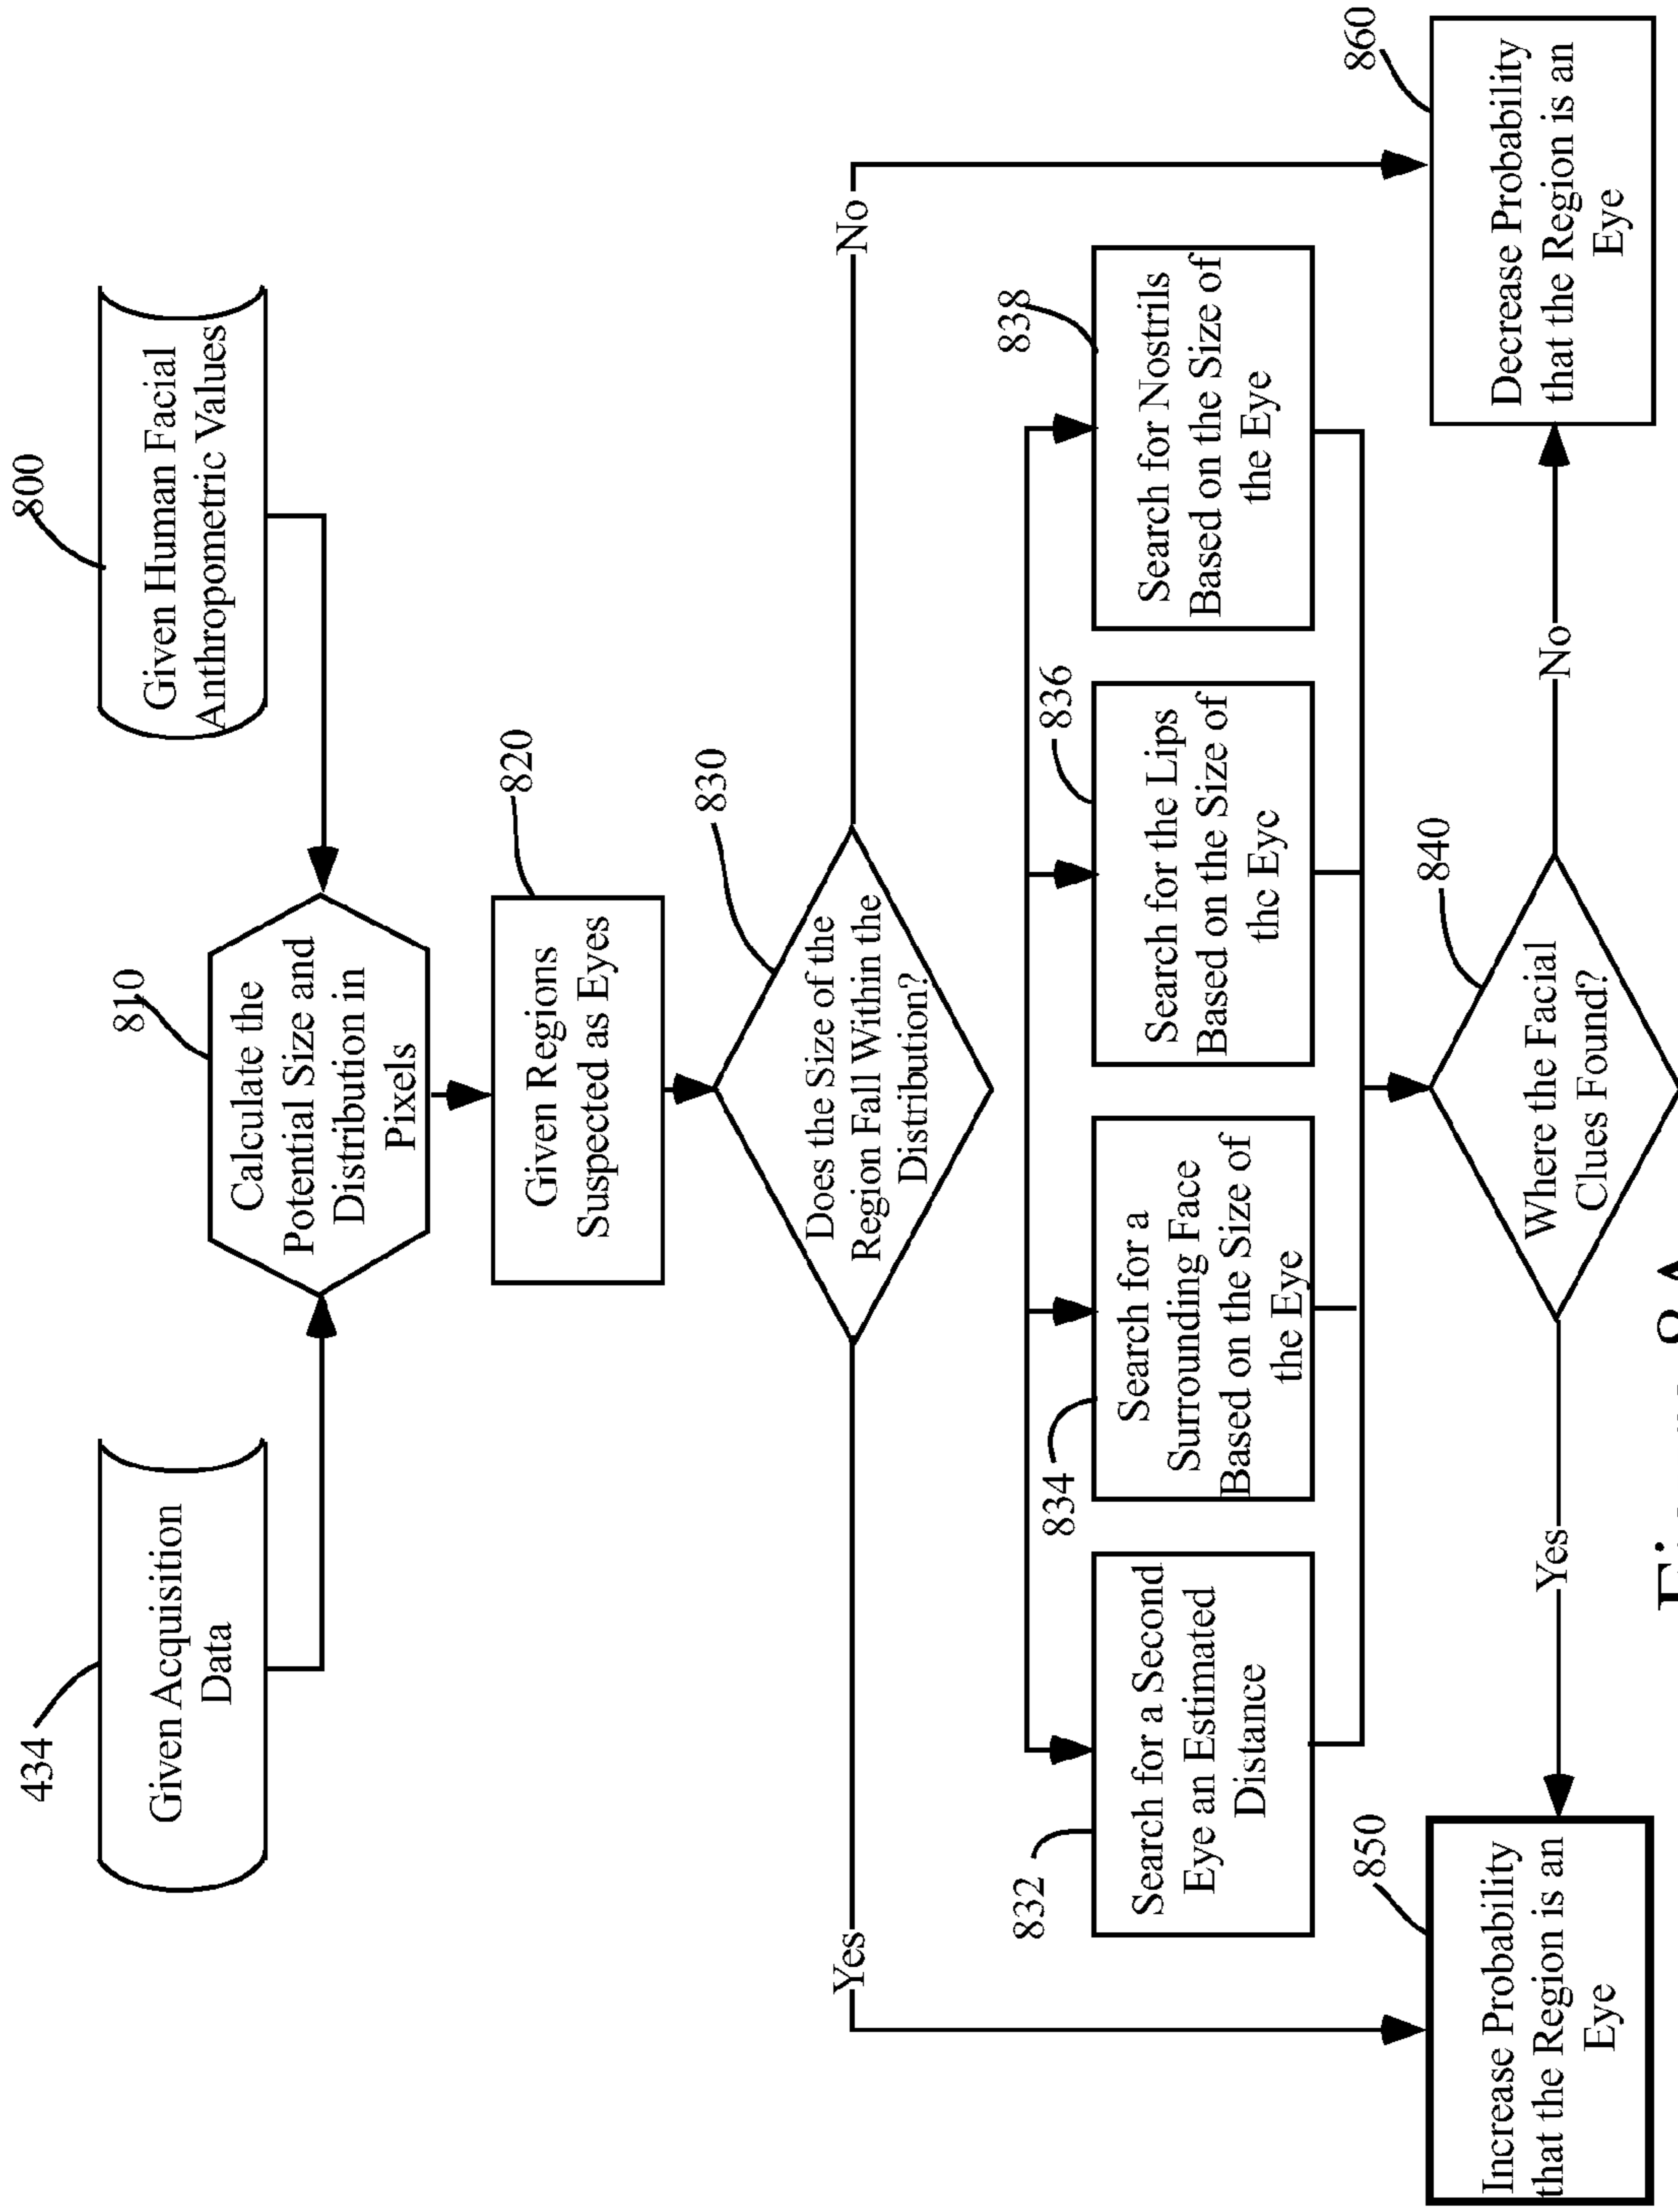 434
Given Acquisition
Data
800
Given Human Facial
Anthropometric Values
810
Calculate the
Potential Size and
Distribution in
Pixels
820
Given Regions
Suspected as Eyes
830
Does the Size of the
Region Fall Within the
Distribution?
Yes
No
832
Search for a Second
Eye an Estimated
Distance
834
Search for a
Surrounding Face
Based on the Size of
the Eye
836
Search for the Lips
Based on the Size of
the Eye
838
Search for Nostrils
Based on the Size of
the Eye
840
Where the Facial
Clues Found?
Yes
No
850
Increase Probability
that the Region is an
Eye
860
Decrease Probability
that the Region is an
Eye